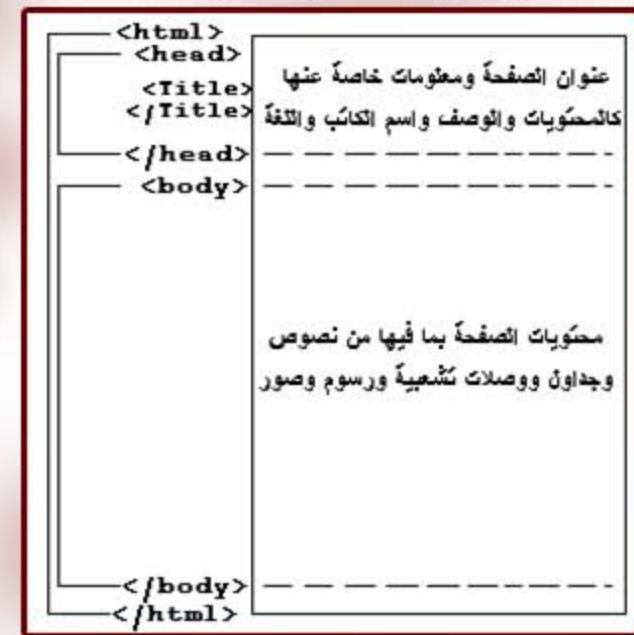 <html>
<head>
عنوان الصفحة ومعلومات خاصة عنها
<Title>
</Title>
كالمحتويات والوصف واسم الكاتب واللغة
</head>
<body>
محتويات الصفحة بما فيها من نصوص
وجداول ووصلات تشعبية ورسوم وصور
</body>
</html>